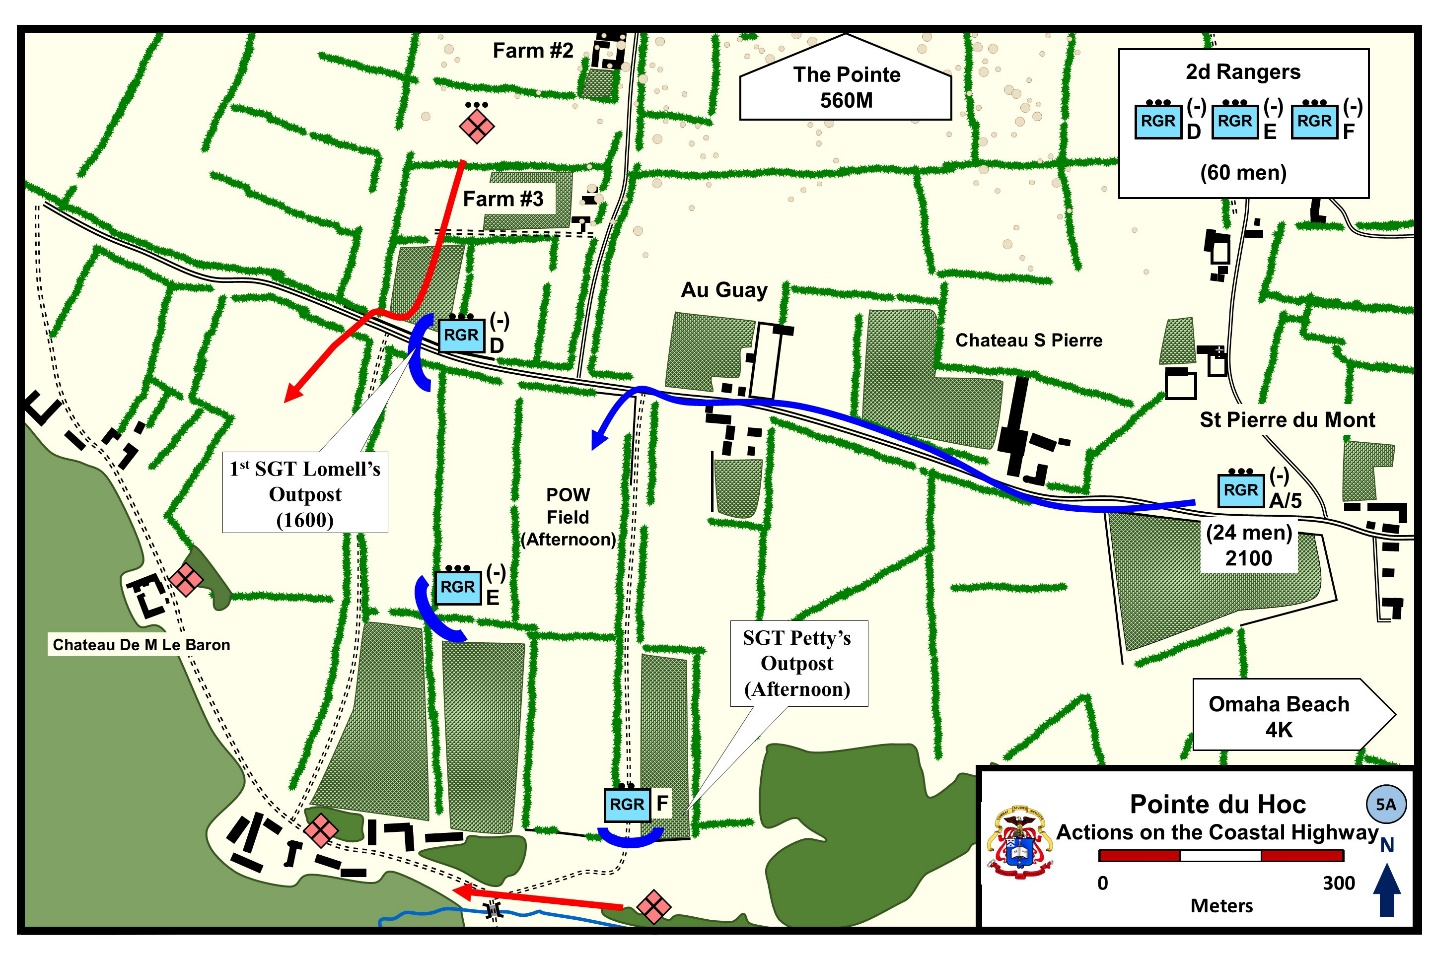 Farm #2
The Pointe
560M
2d Rangers
RGR
(-)
D
RGR
(-)
E
RGR
(-)
F
(60 men)
Farm #3
Au Guay
RGR
(-)
D
Chateau S Pierre
St Pierre du Mont
1st SGT Lomell’s
Outpost
(1600)
POW
Field
(Afternoon)
RGR
(-)
A/5
(24 men)
2100
RGR
(-)
E
Chateau De M Le Baron
SGT Petty’s
Outpost
(Afternoon)
Omaha Beach
4K
RGR
F
Pointe du Hoc
Actions on the Coastal Highway
5A
N
0
300
Meters